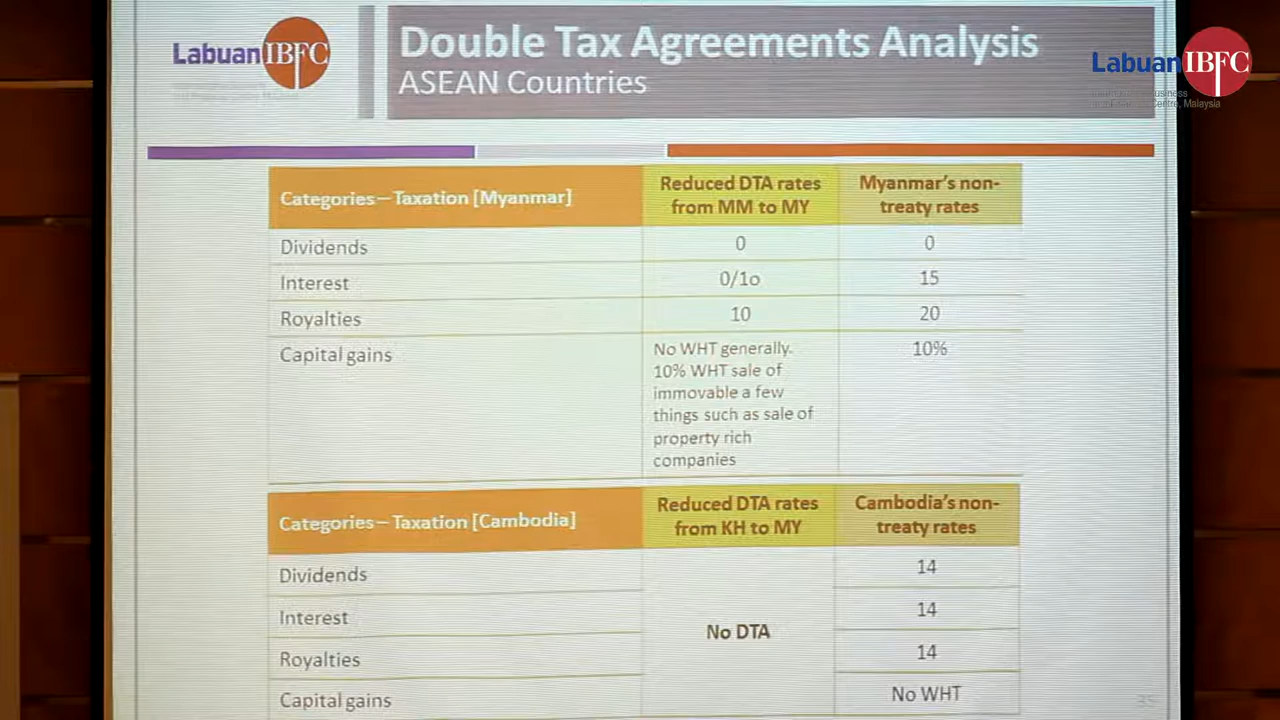 Labuan IBFC
Double Tax Agreements Analysis
ASEAN Countries
Labuan IBFC
Centre, Malaysia
Categories – Taxation [Myanmar]
Reduced DTA rates
from MM to MY
Myanmar's non-
treaty rates
Dividends
0
0
Interest
0/1o
15
Royalties
10
20
Capital gains
No WHT generally.
10% WHT sale of
immovable a few
things such as sale of
property rich
companies
10%
Categories – Taxation [Cambodia]
Reduced DTA rates
from KH to MY
Cambodia's non-
treaty rates
Dividends
14
Interest
14
No DTA
Royalties
14
Capital gains
No WHT
35